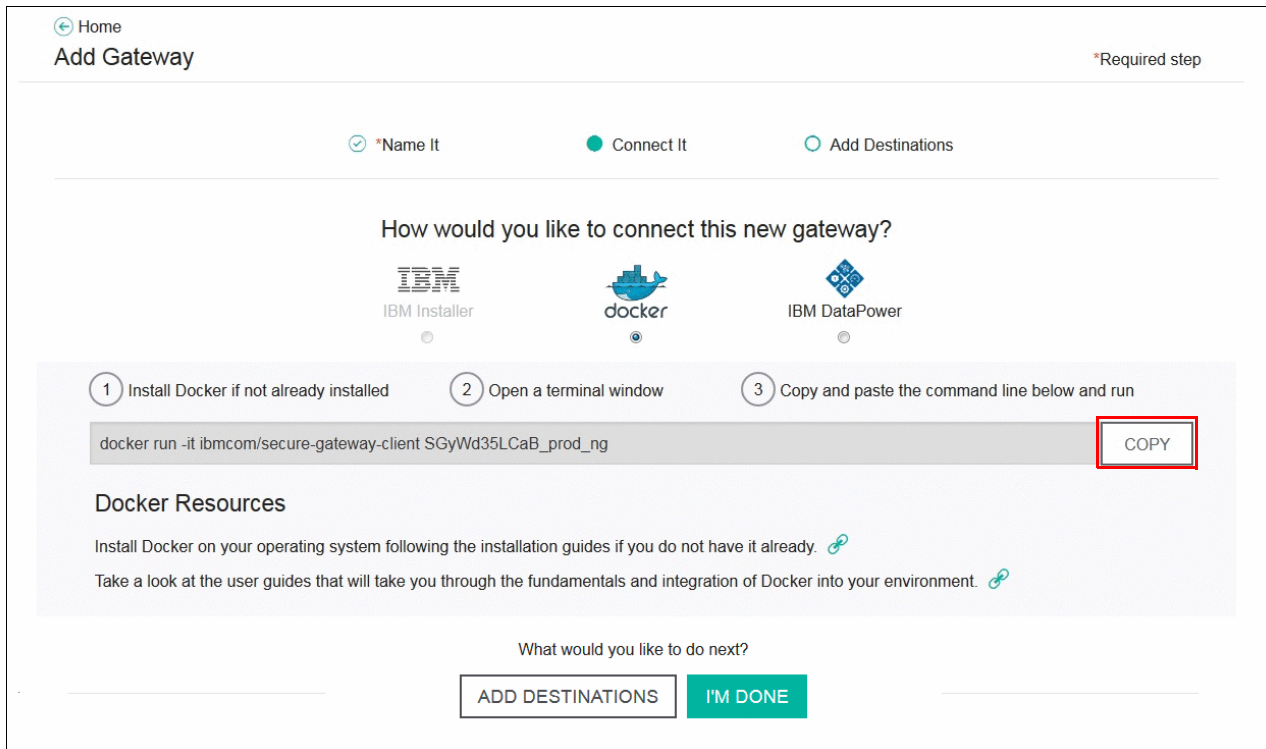 Home
Add Gateway
*Required step
*Name It
Connect It
Add Destinations
How would you like to connect this new gateway?
IBM
IBM Installer
docker
IBM DataPower
1 Install Docker if not already installed
2 Open a terminal window
3 Copy and paste the command line below and run
docker run -it ibmcom/secure-gateway-client SGyWd35LCaB_prod_ng
COPY
Docker Resources
Install Docker on your operating system following the installation guides if you do not have it already.
Take a look at the user guides that will take you through the fundamentals and integration of Docker into your environment.
What would you like to do next?
ADD DESTINATIONS
I'M DONE